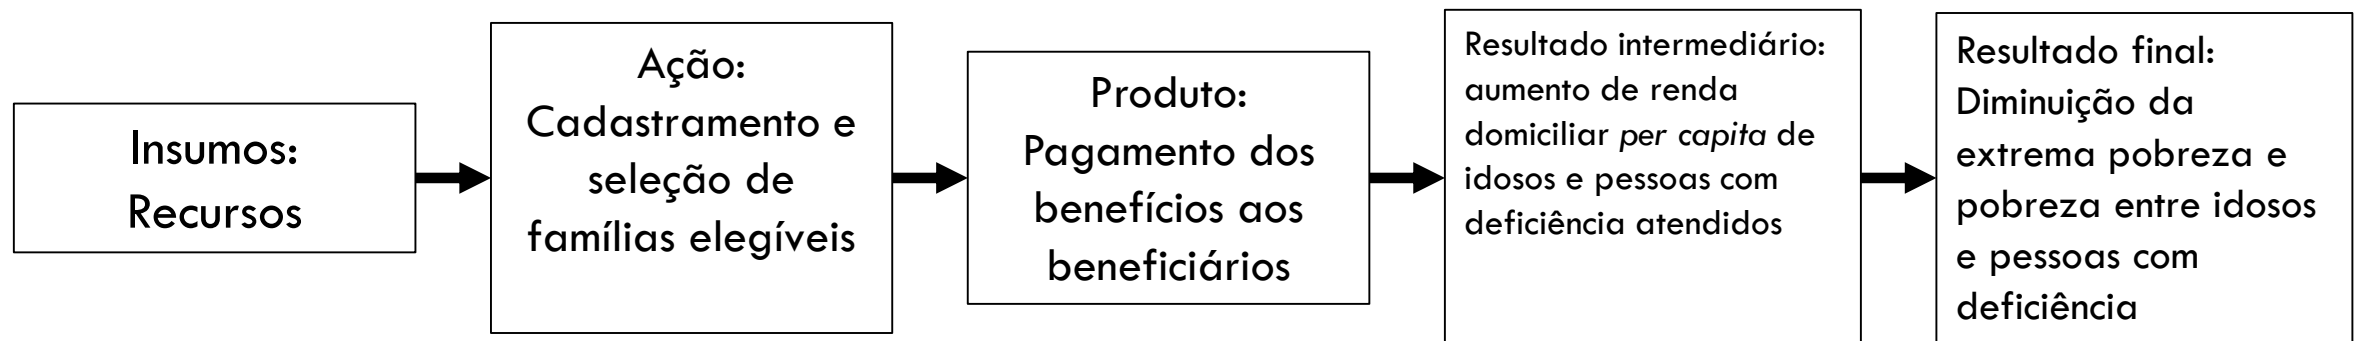 Insumos:
Recursos
Ação:
Cadastramento e
seleção de
famílias elegíveis
Produto:
Pagamento dos
benefícios aos
beneficiários
Resultado intermediário:
aumento de renda
domiciliar per capita de
idosos e pessoas com
deficiência atendidos
Resultado final:
Diminuição da
extrema pobreza e
pobreza entre idosos
e pessoas com
deficiência